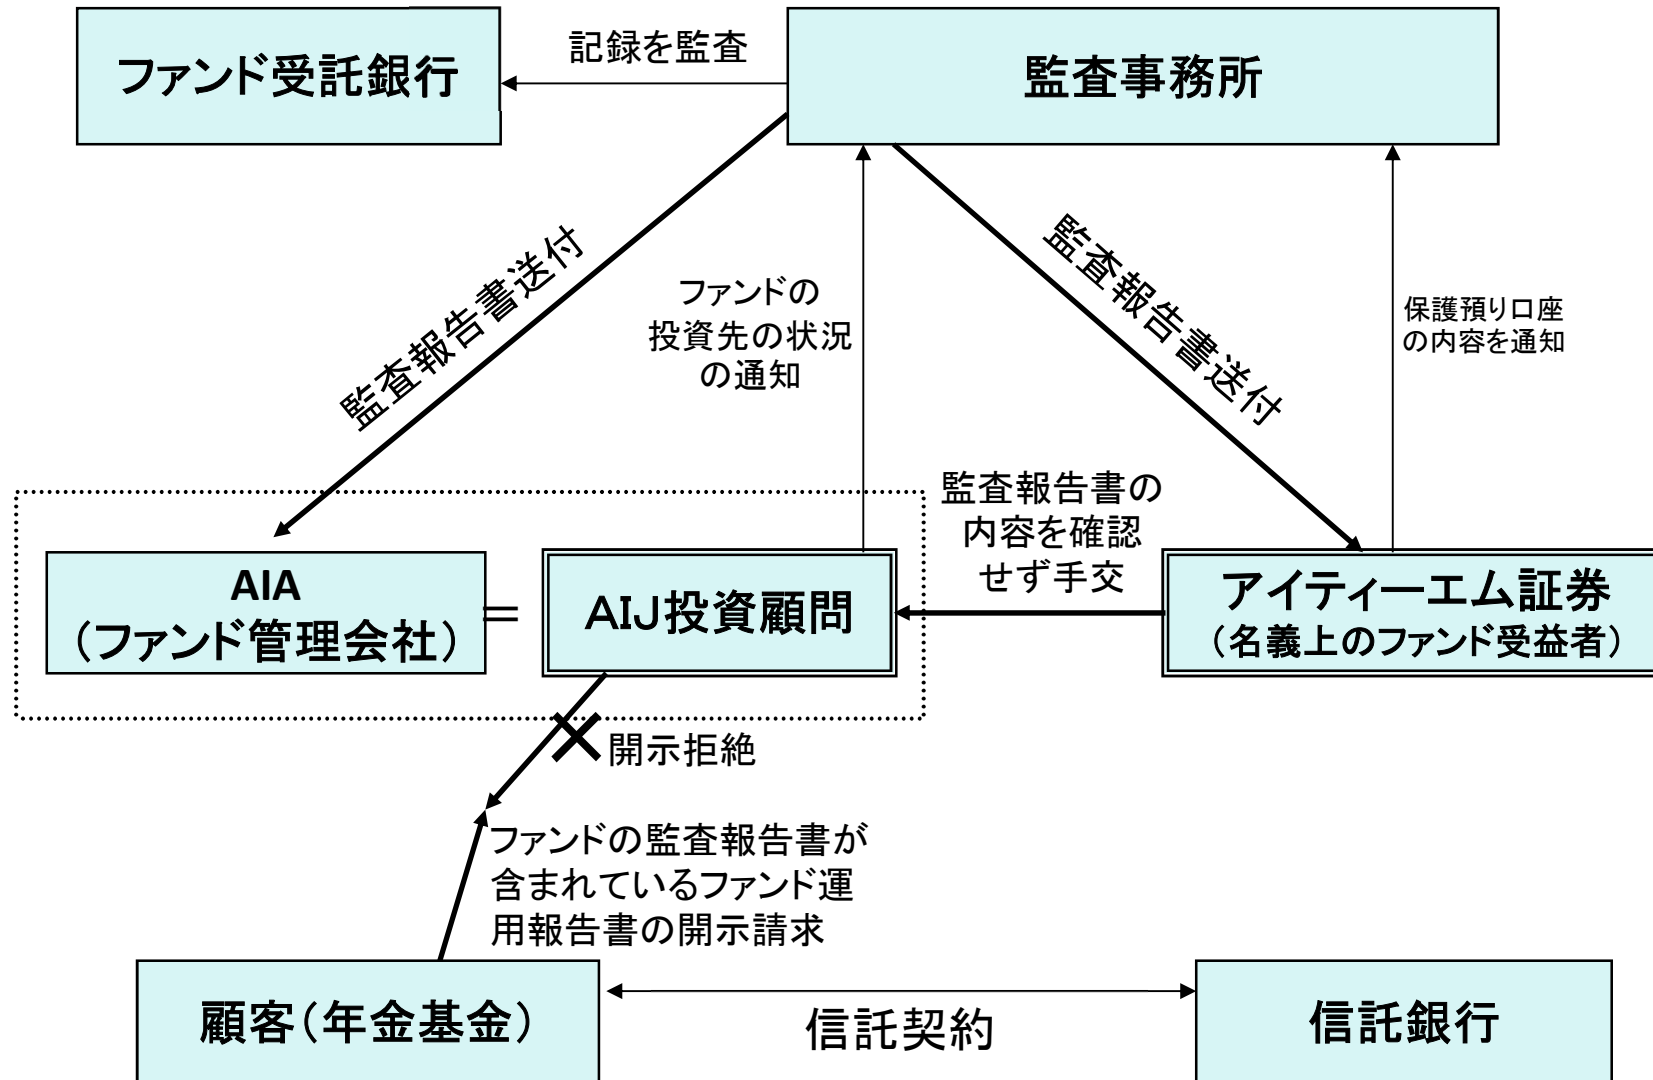 ファンド受託銀行
記録を監査
監査事務所
監査報告書送付
ファンドの
投資先の状況
の通知
監査報告書送付
保護預り口座
の内容を通知
監査報告書の
内容を確認
せず手交
AIA
（ファンド管理会社）
＝
AIJ投資顧問
アイティーエム証券
（名義上のファンド受益者）
開示拒絶
ファンドの監査報告書が
含まれているファンド運
用報告書の開示請求
顧客（年金基金）
信託契約
信託銀行